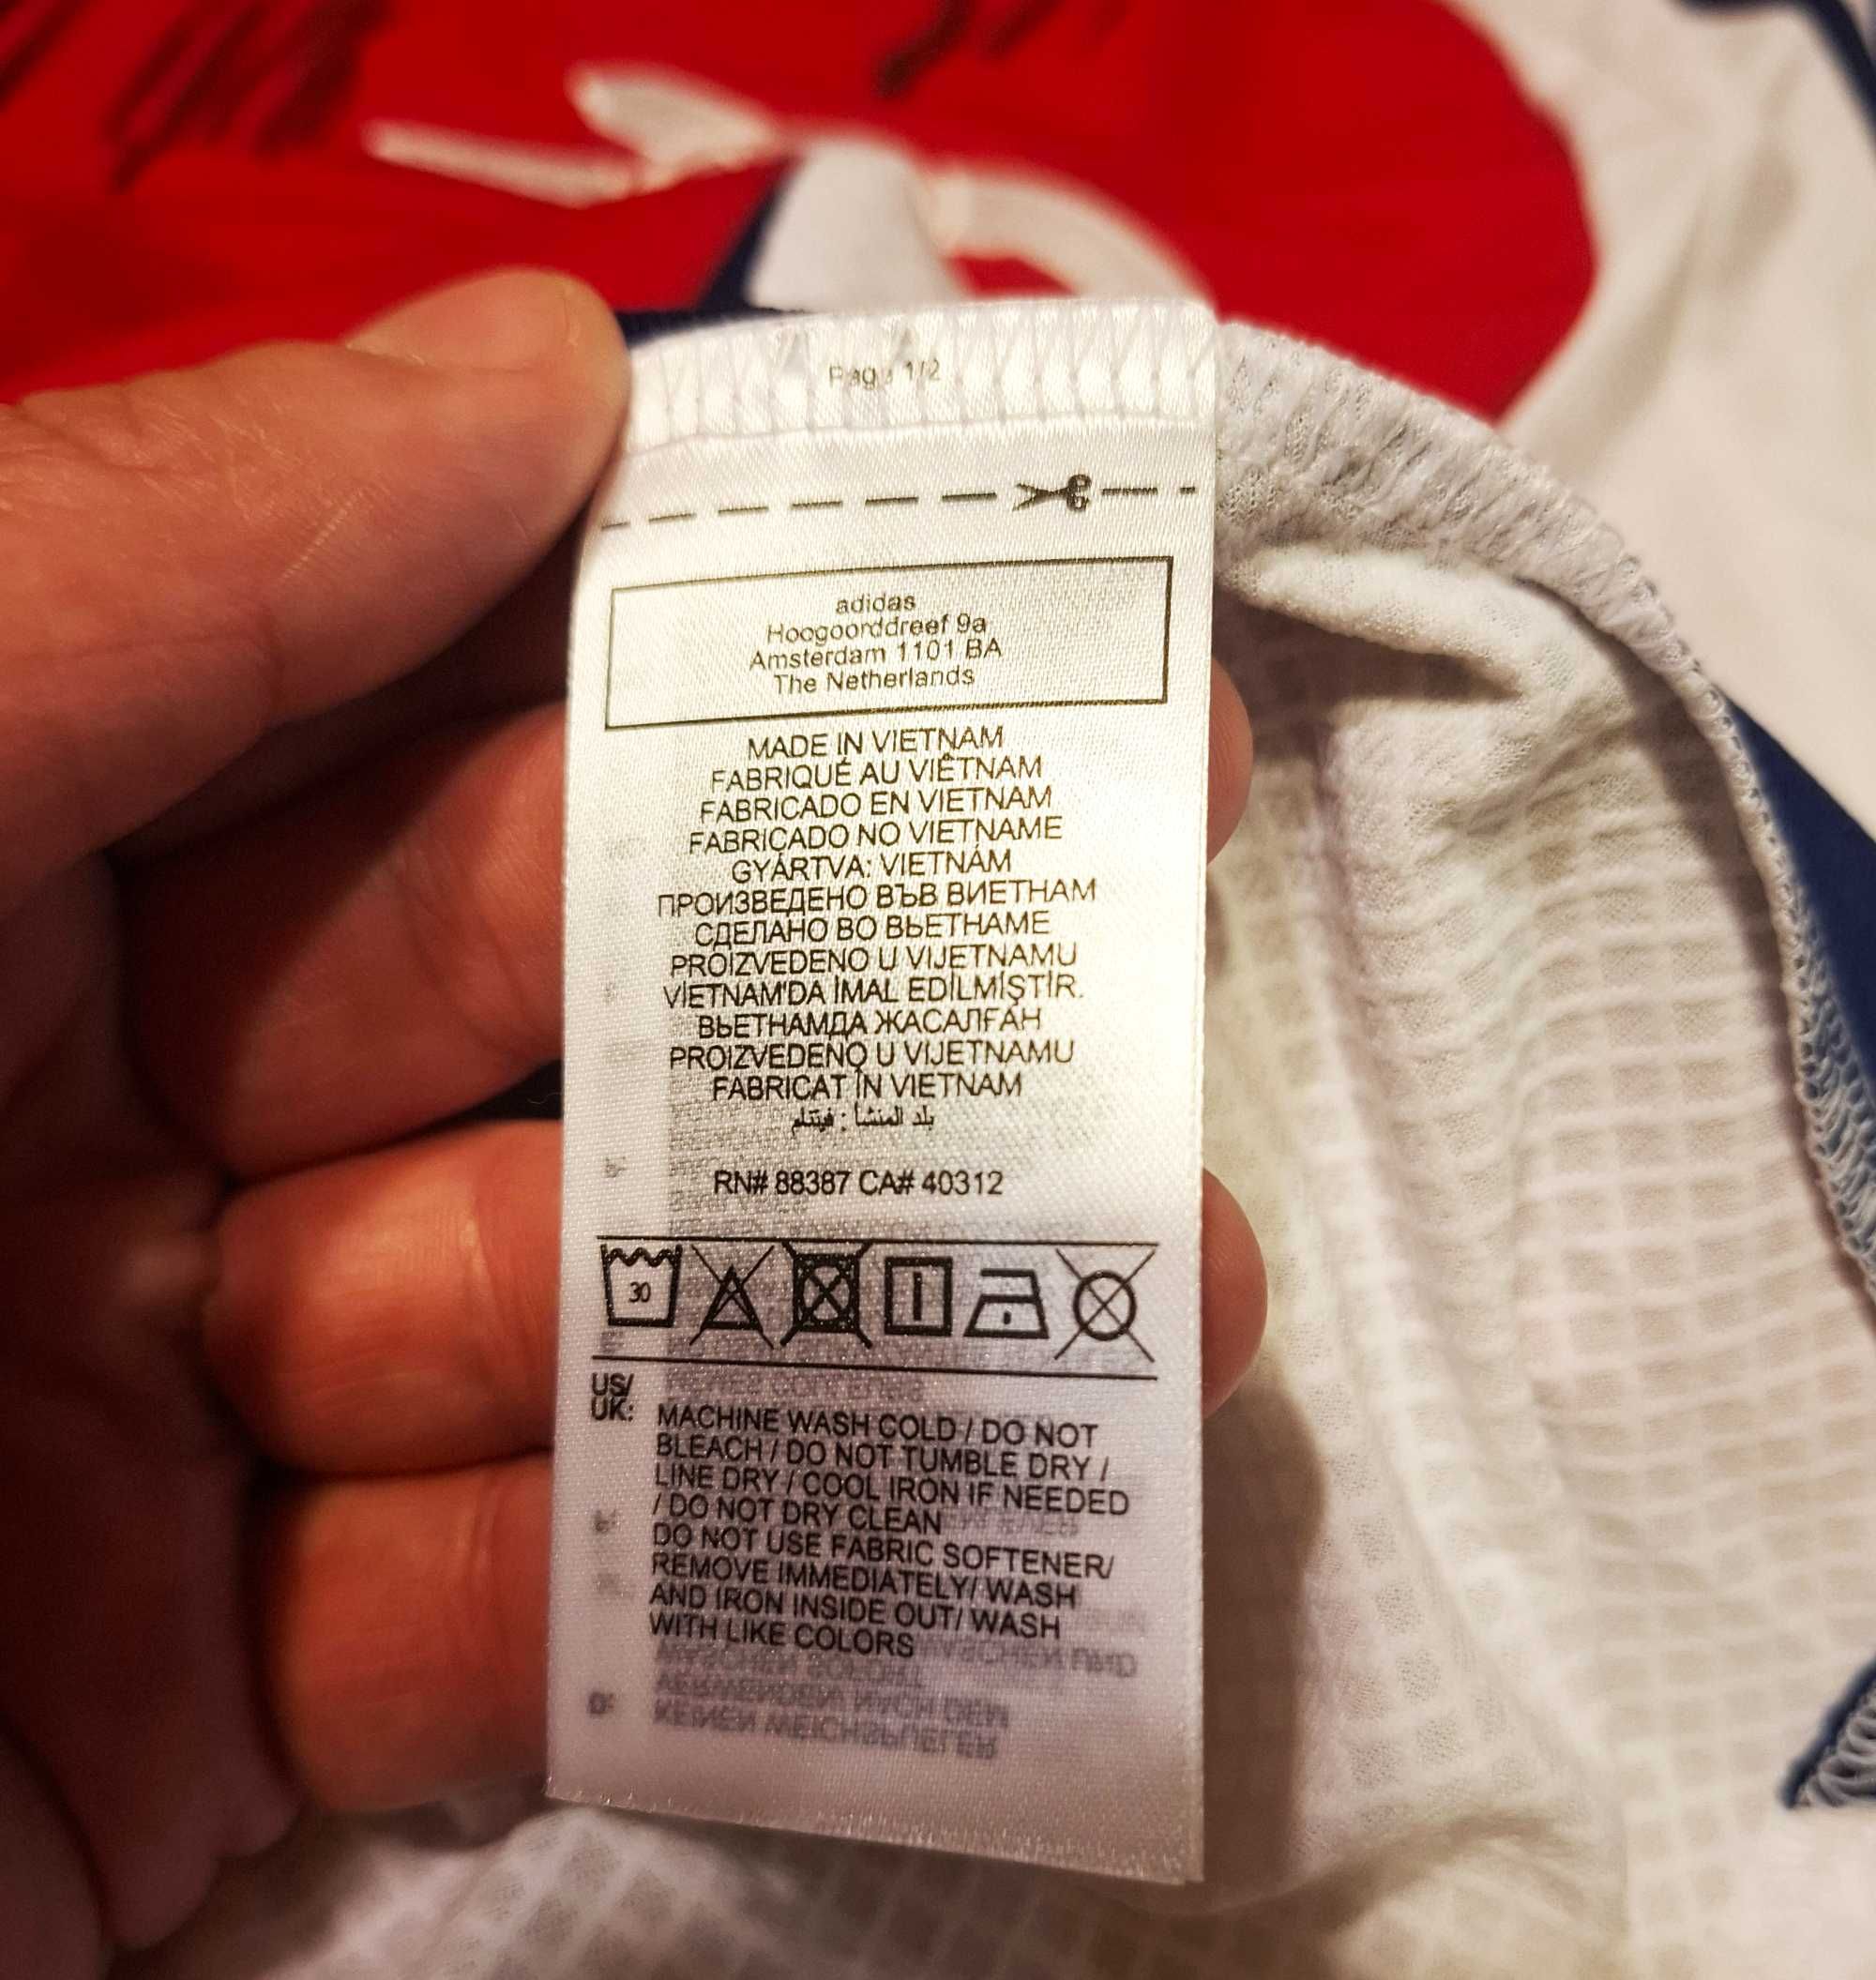 Page 1/2
adidas
Hoogoorddreef 9a
Amsterdam 1101 BA
The Netherlands
MADE IN VIETNAM
FABRIQUÉ AU VIÊTNAM
FABRICADO EN VIETNAM
FABRICADO NO VIETNAME
GYÁRTVA: VIETNÁM
ПРОИЗВЕДЕНО ВЪВ ВИЕТНАМ
СДЕЛАНО ВО ВЬЕТНАМЕ
PROIZVEDENO U VIJETNAMU
VİETNAM'DA İMAL EDİLMİŞTİR.
ВЬЕТНАМДА ЖАСАЛҒАН
PROIZVEDENO U VIJETNAMU
FABRICAT ÎN VIETNAM
بلد المنشأ : فيتنام
RN# 88387 CA# 40312
30
US/
UK:
MACHINE WASH COLD / DO NOT
BLEACH / DO NOT TUMBLE DRY /
LINE DRY / COOL IRON IF NEEDED
/ DO NOT DRY CLEAN
DO NOT USE FABRIC SOFTENER/
REMOVE IMMEDIATELY/ WASH
AND IRON INSIDE OUT/ WASH
WITH LIKE COLORS